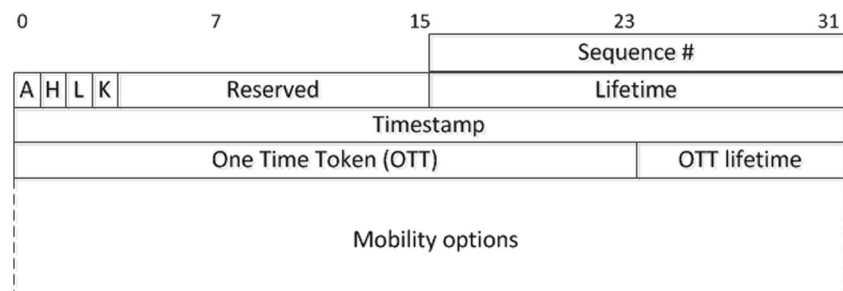 0 7 15 23 31
Sequence #
A H L K Reserved Lifetime
Timestamp
One Time Token (OTT) OTT lifetime
Mobility options